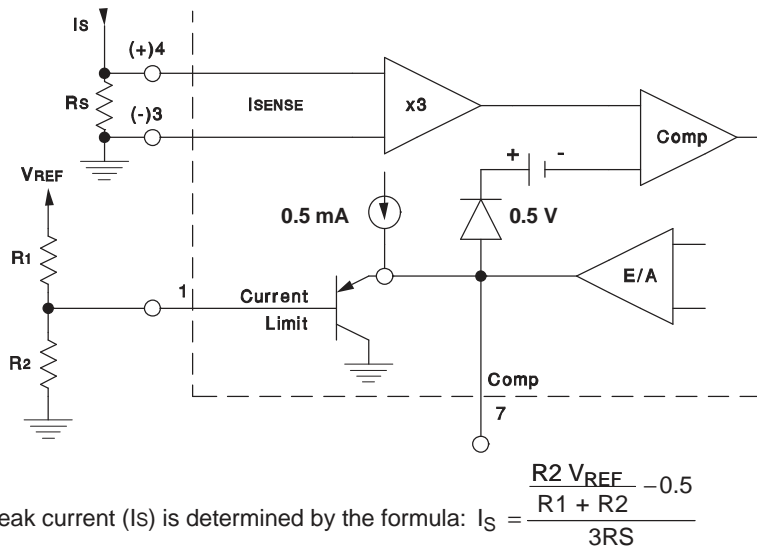 Is
(+)4
Rs
(-)3
ISENSE
x3
Comp
VREF
+ -
0.5 mA
0.5 V
R1
E/A
1
Current
Limit
R2
Comp
7
eak current (IS) is determined by the formula: IS = (R2 VREF / (R1 + R2) − 0.5) / 3RS